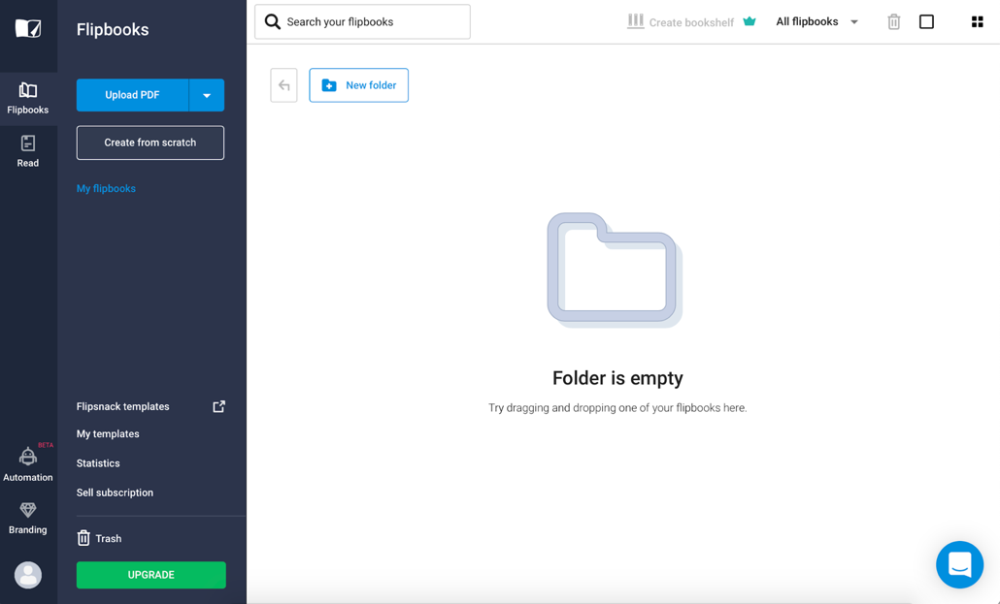 Flipbooks
Read
BETA
Automation
Branding
Flipbooks
Upload PDF
Create from scratch
My flipbooks
Flipsnack templates
My templates
Statistics
Sell subscription
Trash
UPGRADE
Search your flipbooks
Create bookshelf
All flipbooks
New folder
Folder is empty
Try dragging and dropping one of your flipbooks here.